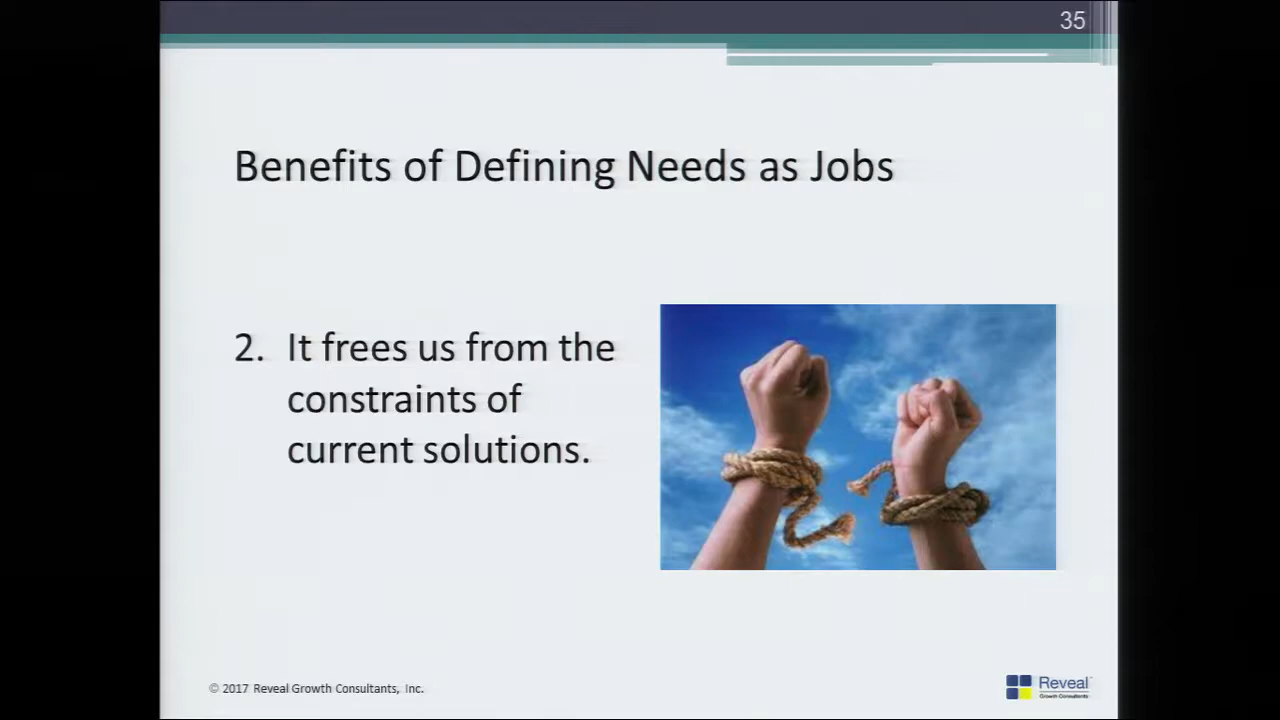 35
Benefits of Defining Needs as Jobs
2. It frees us from the
constraints of
current solutions.
© 2017 Reveal Growth Consultants, Inc.
Reveal
Growth Consultants